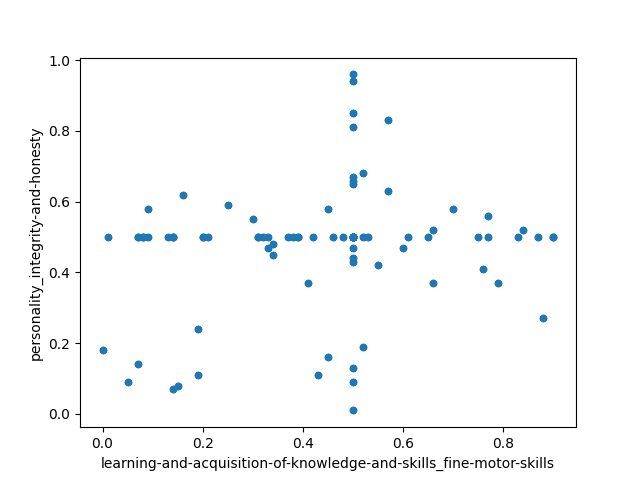 1.0
0.8
0.6
0.4
0.2
0.0
personality_integrity-and-honesty
0.0 0.2 0.4 0.6 0.8
learning-and-acquisition-of-knowledge-and-skills_fine-motor-skills